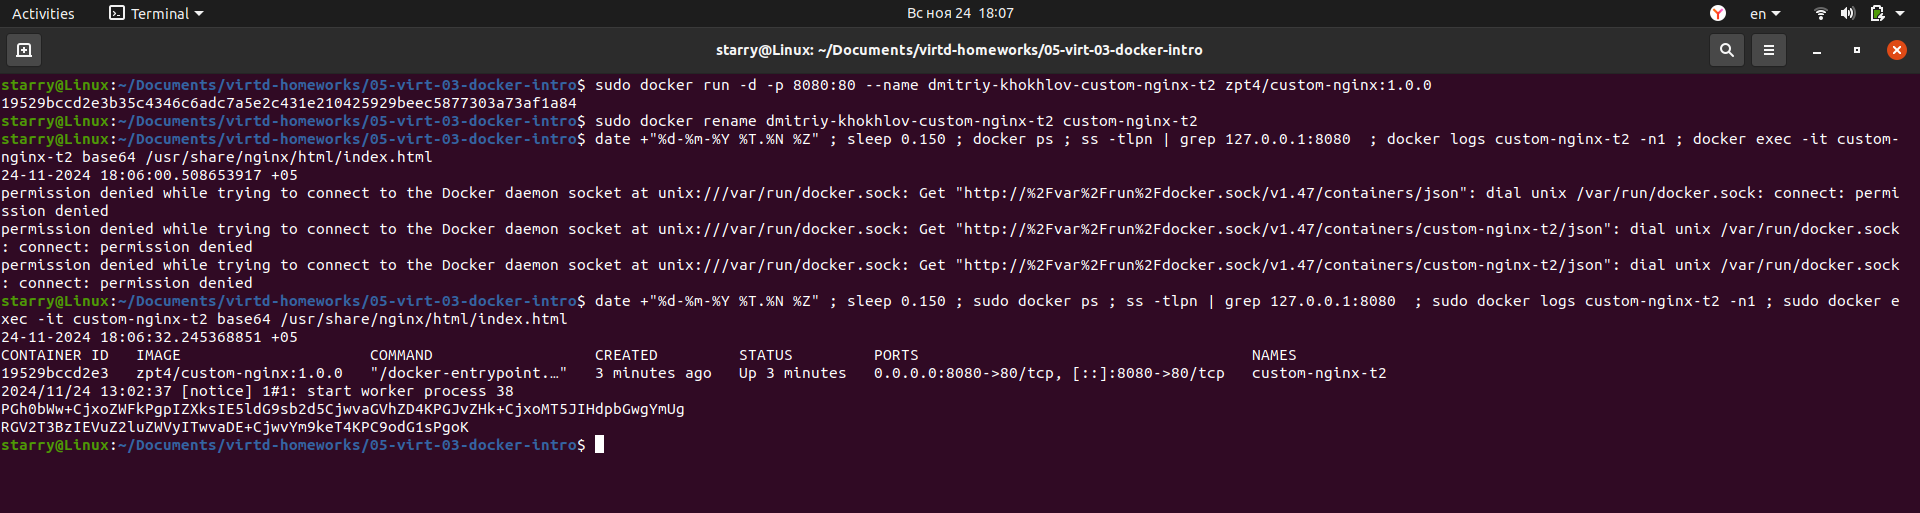 Activities Terminal Вс ноя 24 18:07 en
starry@Linux: ~/Documents/virtd-homeworks/05-virt-03-docker-intro
starry@Linux:~/Documents/virtd-homeworks/05-virt-03-docker-intro$ sudo docker run -d -p 8080:80 --name dmitriy-khokhlov-custom-nginx-t2 zpt4/custom-nginx:1.0.0
19529bccd2e3b35c4346c6adc7a5e2c431e210425929beec5877303a73af1a84
starry@Linux:~/Documents/virtd-homeworks/05-virt-03-docker-intro$ sudo docker rename dmitriy-khokhlov-custom-nginx-t2 custom-nginx-t2
starry@Linux:~/Documents/virtd-homeworks/05-virt-03-docker-intro$ date +"%d-%m-%Y %T.%N %Z" ; sleep 0.150 ; docker ps ; ss -tlpn | grep 127.0.0.1:8080  ; docker logs custom-nginx-t2 -n1 ; docker exec -it custom-
nginx-t2 base64 /usr/share/nginx/html/index.html
24-11-2024 18:06:00.508653917 +05
permission denied while trying to connect to the Docker daemon socket at unix:///var/run/docker.sock: Get "http://%2Fvar%2Frun%2Fdocker.sock/v1.47/containers/json": dial unix /var/run/docker.sock: connect: permi
ssion denied
permission denied while trying to connect to the Docker daemon socket at unix:///var/run/docker.sock: Get "http://%2Fvar%2Frun%2Fdocker.sock/v1.47/containers/custom-nginx-t2/json": dial unix /var/run/docker.sock
: connect: permission denied
permission denied while trying to connect to the Docker daemon socket at unix:///var/run/docker.sock: Get "http://%2Fvar%2Frun%2Fdocker.sock/v1.47/containers/custom-nginx-t2/json": dial unix /var/run/docker.sock
: connect: permission denied
starry@Linux:~/Documents/virtd-homeworks/05-virt-03-docker-intro$ date +"%d-%m-%Y %T.%N %Z" ; sleep 0.150 ; sudo docker ps ; ss -tlpn | grep 127.0.0.1:8080  ; sudo docker logs custom-nginx-t2 -n1 ; sudo docker e
xec -it custom-nginx-t2 base64 /usr/share/nginx/html/index.html
24-11-2024 18:06:32.245368851 +05
CONTAINER ID   IMAGE                     COMMAND                  CREATED         STATUS         PORTS                                     NAMES
19529bccd2e3   zpt4/custom-nginx:1.0.0   "/docker-entrypoint.…"   3 minutes ago   Up 3 minutes   0.0.0.0:8080->80/tcp, [::]:8080->80/tcp   custom-nginx-t2
2024/11/24 13:02:37 [notice] 1#1: start worker process 38
PGh0bWw+CjxoZWFkPgpIZXksIE5ldG9sb2d5CjwvaGVhZD4KPGJvZHk+CjxoMT5JIHdpbGwgYmUg
RGV2T3BzIEVuZ2luZWVyITwvaDE+CjwvYm9keT4KPC9odG1sPgoK
starry@Linux:~/Documents/virtd-homeworks/05-virt-03-docker-intro$